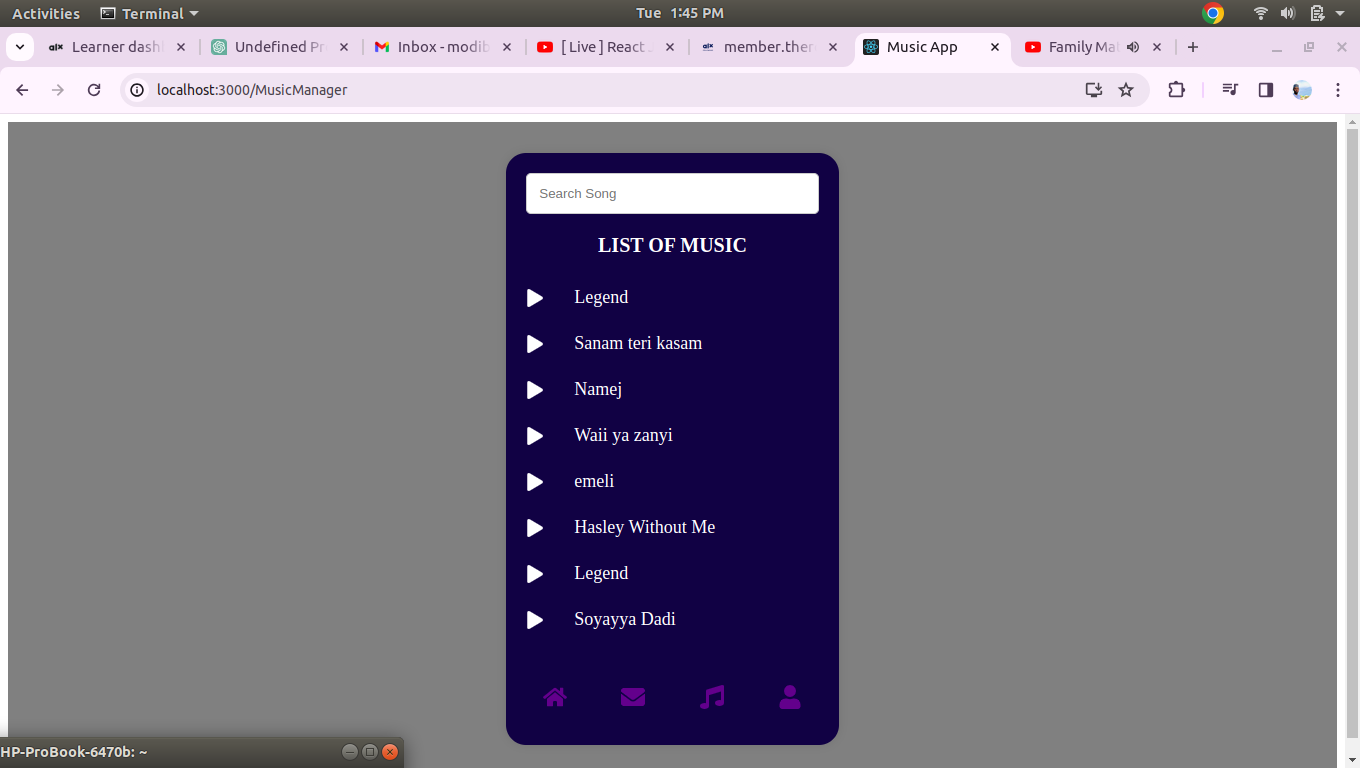 Activities Terminal Tue 1:45 PM
Learner dash Undefined Pr Inbox - modib [ Live ] React member.ther Music App Family Ma
localhost:3000/MusicManager
Search Song
LIST OF MUSIC
Legend
Sanam teri kasam
Namej
Waii ya zanyi
emeli
Hasley Without Me
Legend
Soyayya Dadi
HP-ProBook-6470b: ~